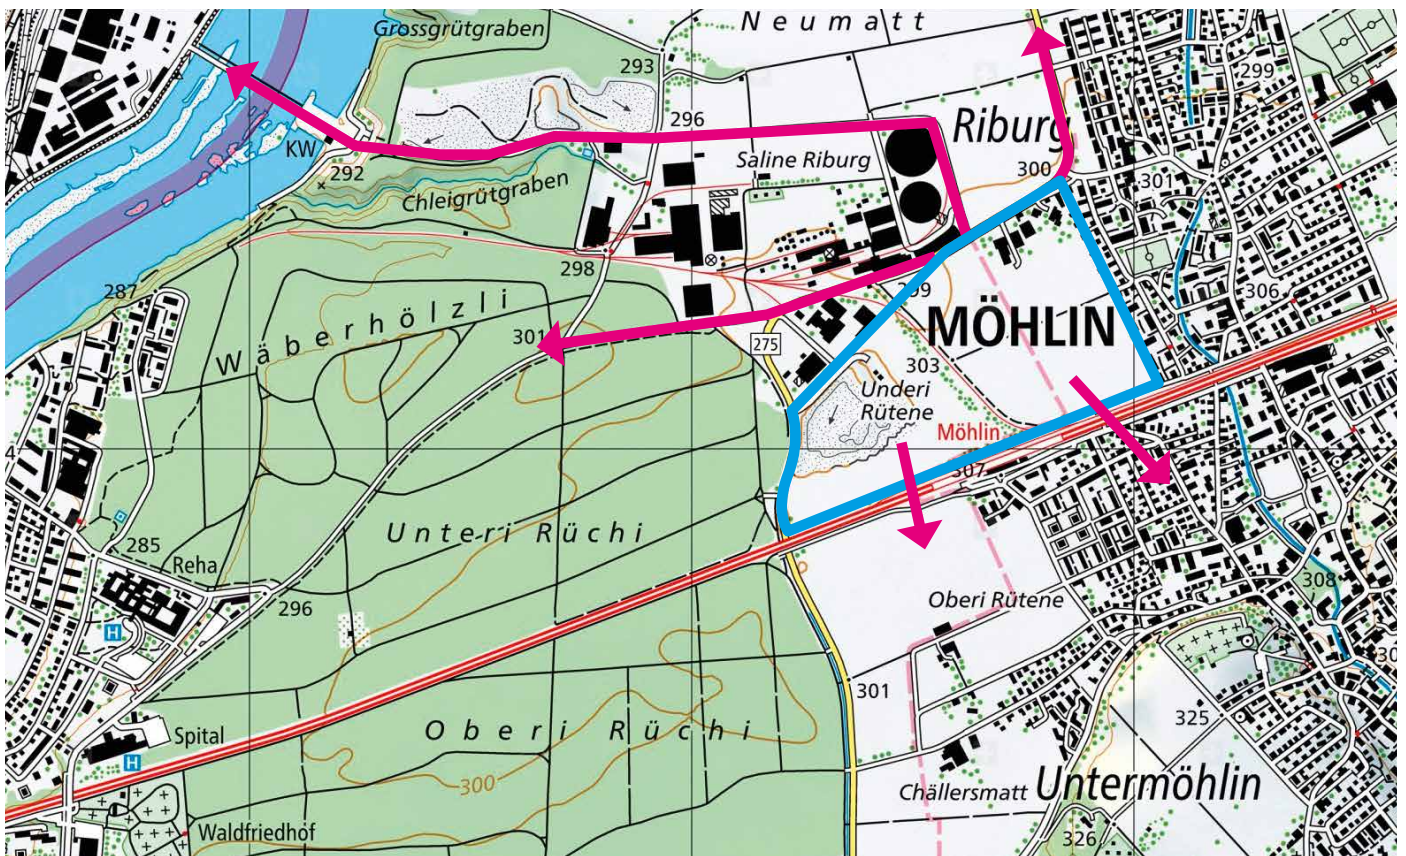 Grossgrütgraben
Neumatt
293
299
296
Riburg
KW
Saline Riburg
292
300
301
Chleigrütgraben
298
287
299
306
Wäberhölzli
MÖHLIN
301
275
303
Underi
Rütene
Möhlin
4
307
Unteri Rüchi
285
Reha
308
296
Oberi Rütene
301
325
Oberi Rüchi
Spital
H
H
300
Chällersmatt
Untermöhlin
Waldfriedhof
326